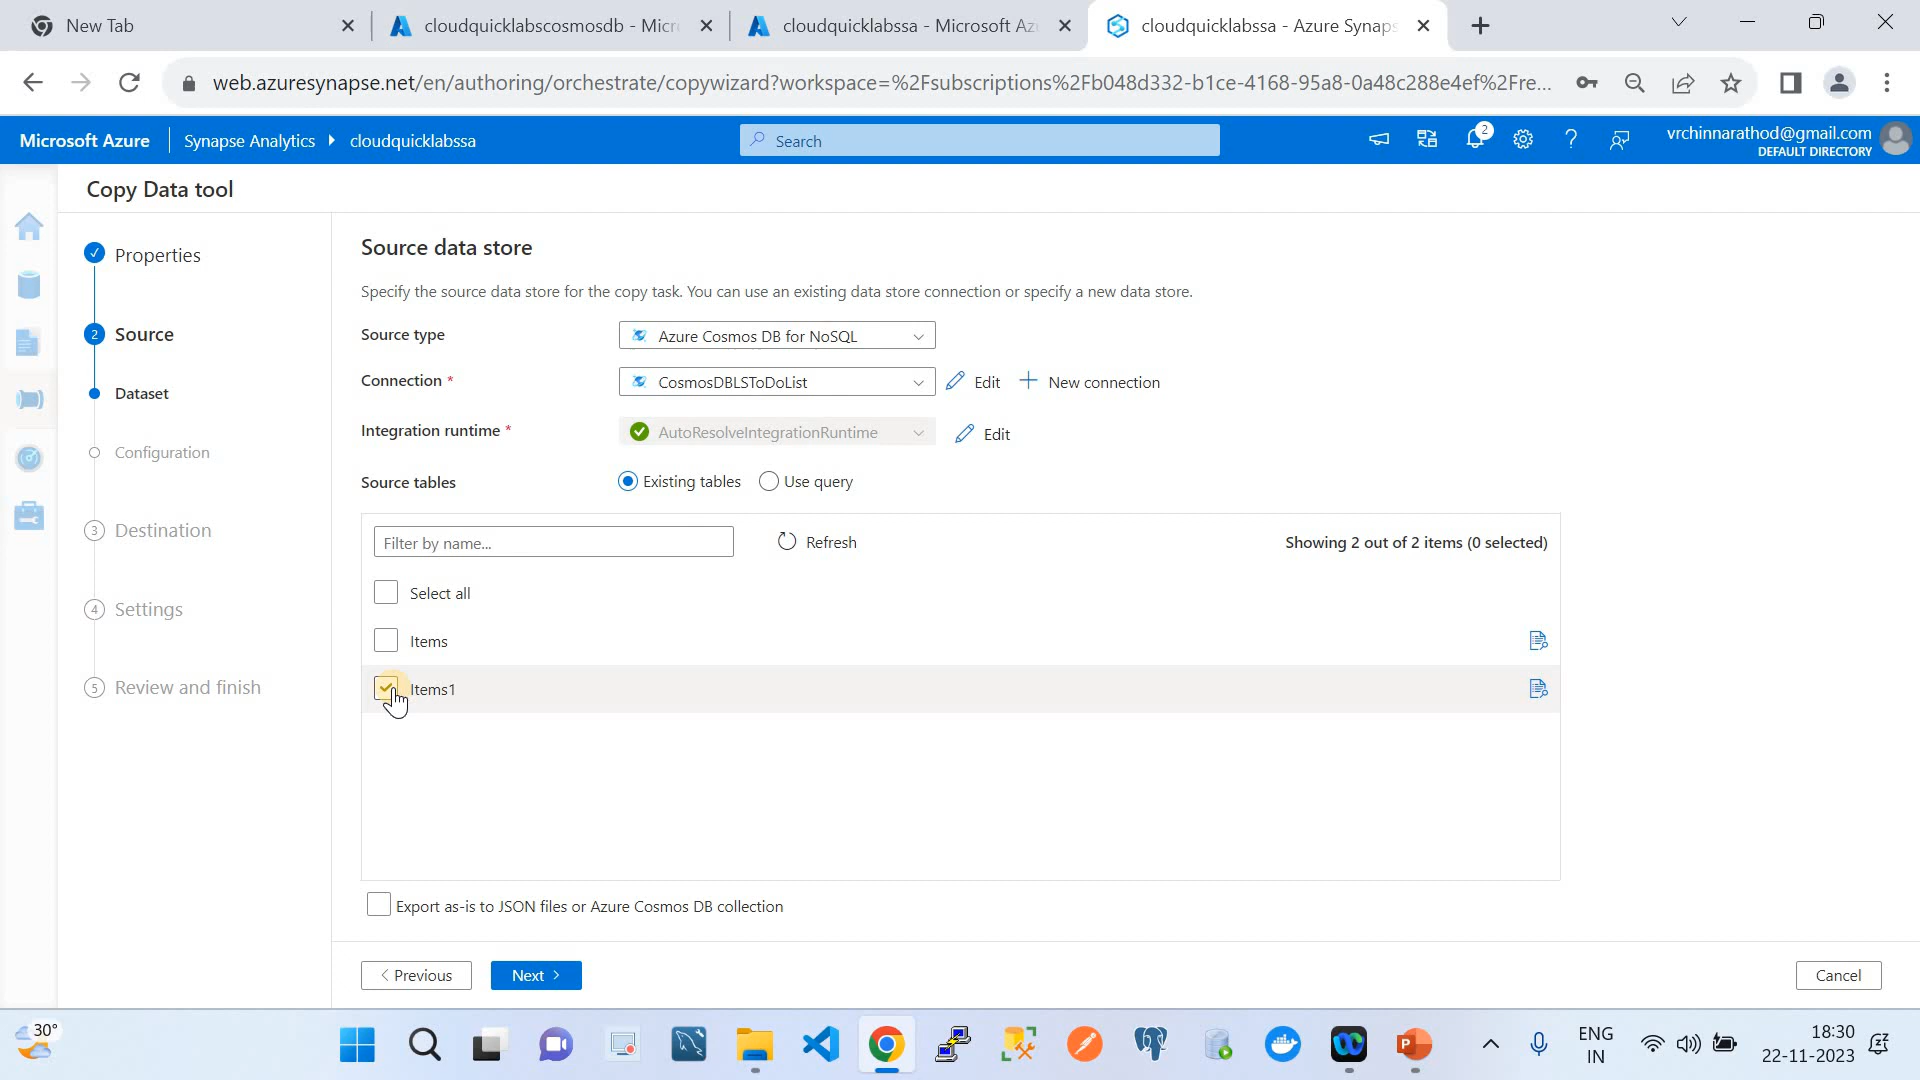 New Tab
cloudquicklabscosmosdb - Micr
cloudquicklabssa - Microsoft Az
cloudquicklabssa - Azure Synaps
web.azuresynapse.net/en/authoring/orchestrate/copywizard?workspace=%2Fsubscriptions%2Fb048d332-b1ce-4168-95a8-0a48c288e4ef%2Fre...
Microsoft Azure
Synapse Analytics
cloudquicklabssa
Search
2
vrchinnarathod@gmail.com
DEFAULT DIRECTORY
Copy Data tool
Properties
2 Source
Dataset
Configuration
3 Destination
4 Settings
5 Review and finish
Source data store
Specify the source data store for the copy task. You can use an existing data store connection or specify a new data store.
Source type
Azure Cosmos DB for NoSQL
Connection *
CosmosDBLSToDoList
Edit
New connection
Integration runtime *
AutoResolveIntegrationRuntime
Edit
Source tables
Existing tables
Use query
Filter by name...
Refresh
Showing 2 out of 2 items (0 selected)
Select all
Items
Items1
Export as-is to JSON files or Azure Cosmos DB collection
< Previous
Next >
Cancel
30°
ENG
IN
18:30
22-11-2023